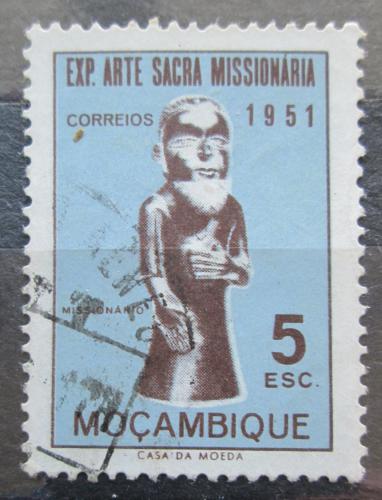 EXP. ARTE SACRA MISSIONÁRIA
CORREIOS 1951
MISSIONÁRIO
5
ESC.
MOÇAMBIQUE
CASA DA MOEDA